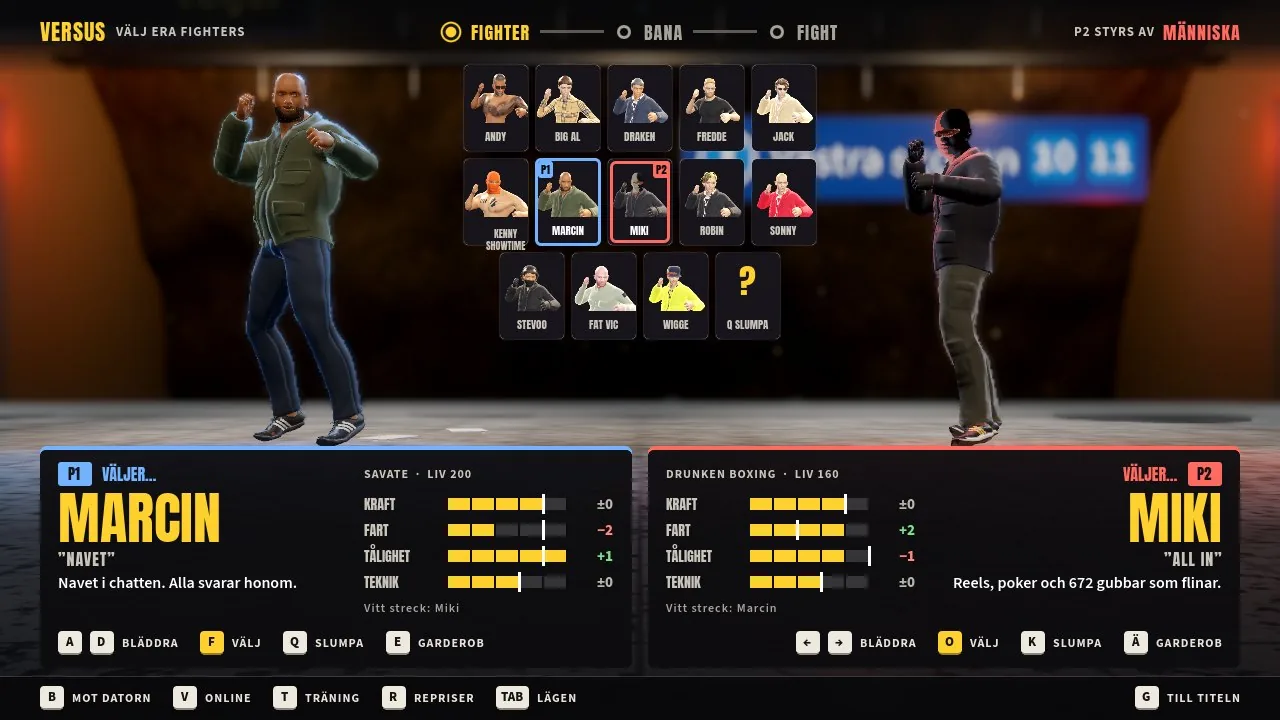 VERSUS VÄLJ ERA FIGHTERS
FIGHTER BANA FIGHT
P2 STYRS AV MÄNNISKA
ANDY BIG AL DRAKEN FREDDE JACK
P1 P2
KENNY SHOWTIME MARCIN MIKI ROBIN SONNY
10 11
?
STEVOO FAT VIC WIGGE Q SLUMPA
P1 VÄLJER...
MARCIN
"NAVET"
Navet i chatten. Alla svarar honom.
SAVATE · LIV 200
KRAFT ±0
FART −2
TÅLIGHET +1
TEKNIK ±0
Vitt streck: Miki
A D BLÄDDRA F VÄLJ Q SLUMPA E GARDEROB
DRUNKEN BOXING · LIV 160
KRAFT ±0
FART +2
TÅLIGHET −1
TEKNIK ±0
Vitt streck: Marcin
VÄLJER... P2
MIKI
"ALL IN"
Reels, poker och 672 gubbar som flinar.
← → BLÄDDRA O VÄLJ K SLUMPA Ä GARDEROB
B MOT DATORN V ONLINE T TRÄNING R REPRISER TAB LÄGEN
G TILL TITELN